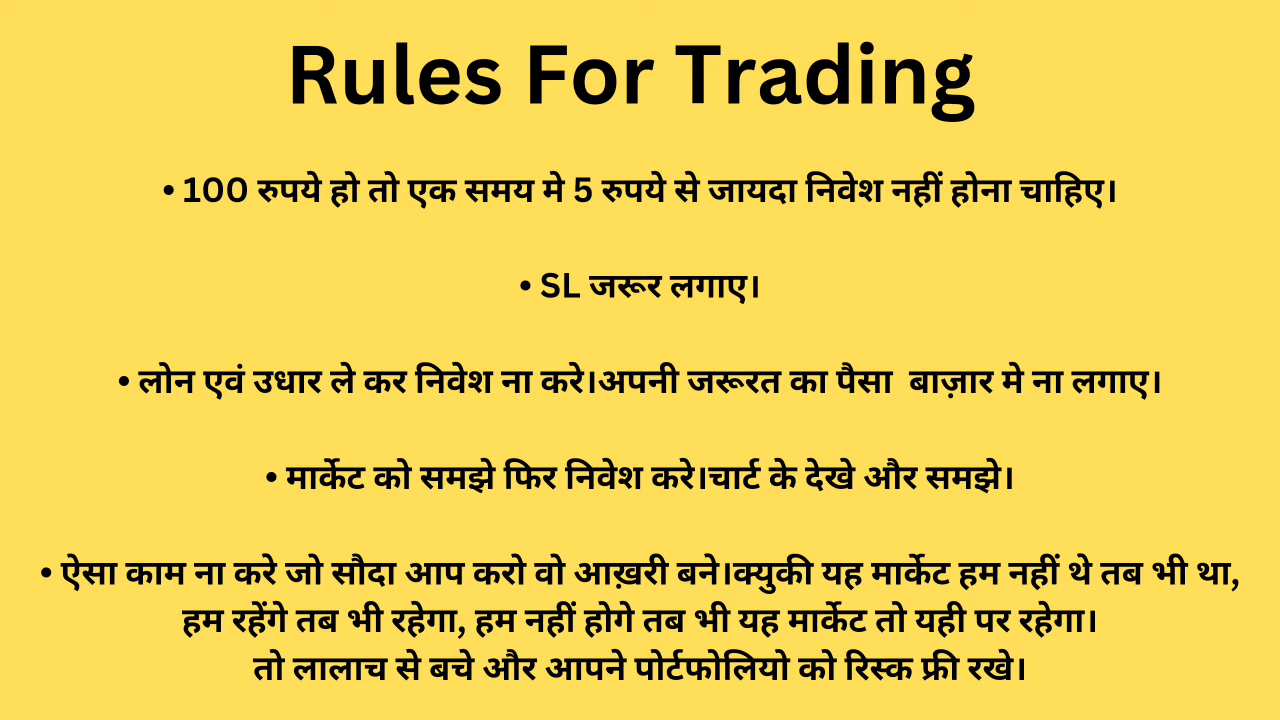 Rules For Trading
• 100 रुपये हो तो एक समय मे 5 रुपये से जायदा निवेश नहीं होना चाहिए।
• SL जरूर लगाए।
• लोन एवं उधार ले कर निवेश ना करे।अपनी जरूरत का पैसा  बाज़ार मे ना लगाए।
• मार्केट को समझे फिर निवेश करे।चार्ट के देखे और समझे।
• ऐसा काम ना करे जो सौदा आप करो वो आख़री बने।क्युकी यह मार्केट हम नहीं थे तब भी था,
हम रहेंगे तब भी रहेगा, हम नहीं होगे तब भी यह मार्केट तो यही पर रहेगा।
तो लालाच से बचे और आपने पोर्टफोलियो को रिस्क फ्री रखे।